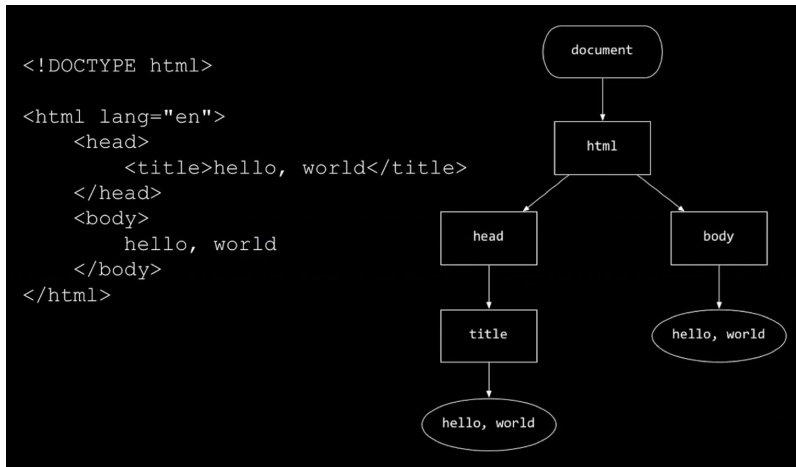 <!DOCTYPE html>
<html lang="en">
    <head>
        <title>hello, world</title>
    </head>
    <body>
        hello, world
    </body>
</html>
document
html
head
body
title
hello, world
hello, world